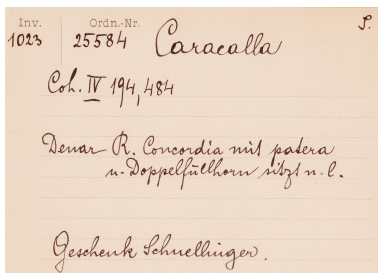 Inv. Ordn.-Nr. S.
1023 25584 Caracalla
Coh. IV 194,484
Denar R. Concordia mit patera
u. Doppelfüllhorn sitzt n. l.
Geschenk Schnellinger.